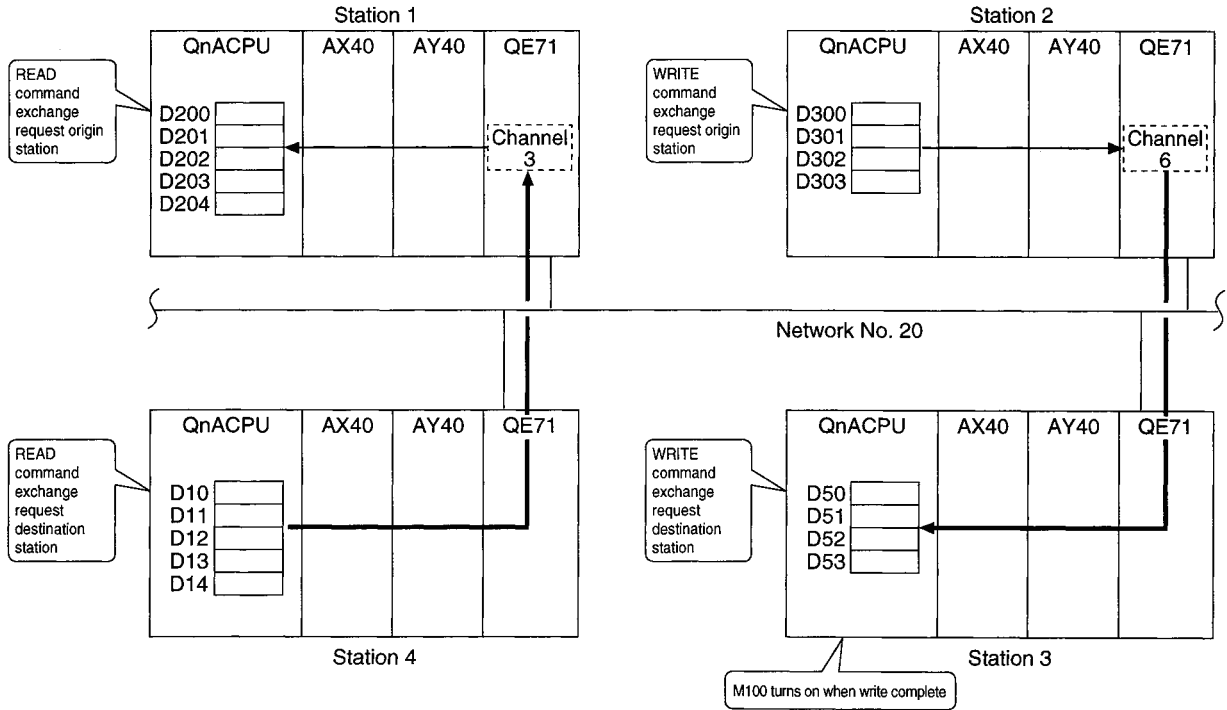 Station 1
QnACPU AX40 AY40 QE71
READ
command
exchange
request origin
station
D200
D201
D202
D203
D204
Channel
3
Station 2
QnACPU AX40 AY40 QE71
WRITE
command
exchange
request origin
station
D300
D301
D302
D303
Channel
6
Network No. 20
QnACPU AX40 AY40 QE71
READ
command
exchange
request
destination
station
D10
D11
D12
D13
D14
Station 4
QnACPU AX40 AY40 QE71
WRITE
command
exchange
request
destination
station
D50
D51
D52
D53
Station 3
M100 turns on when write complete